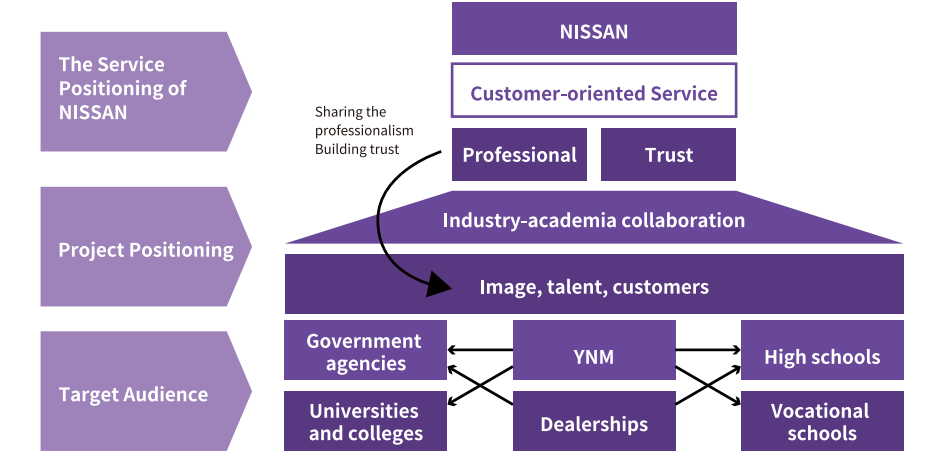 The Service
Positioning of
NISSAN
NISSAN
Customer-oriented Service
Sharing the
professionalism
Building trust
Professional
Trust
Project Positioning
Industry-academia collaboration
Image, talent, customers
Target Audience
Government
agencies
YNM
High schools
Universities
and colleges
Dealerships
Vocational
schools